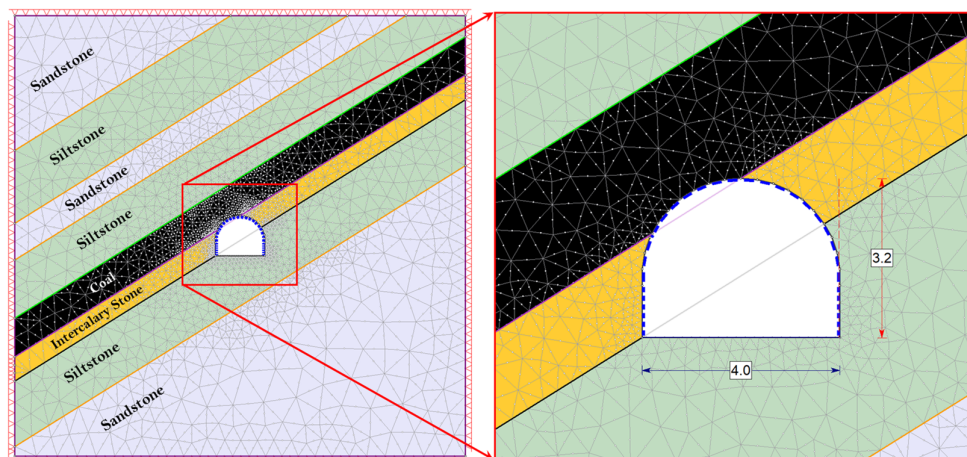 Sandstone
Siltstone
Sandstone
Siltstone
Coal
Intercalary Stone
Siltstone
Sandstone
3.2
4.0